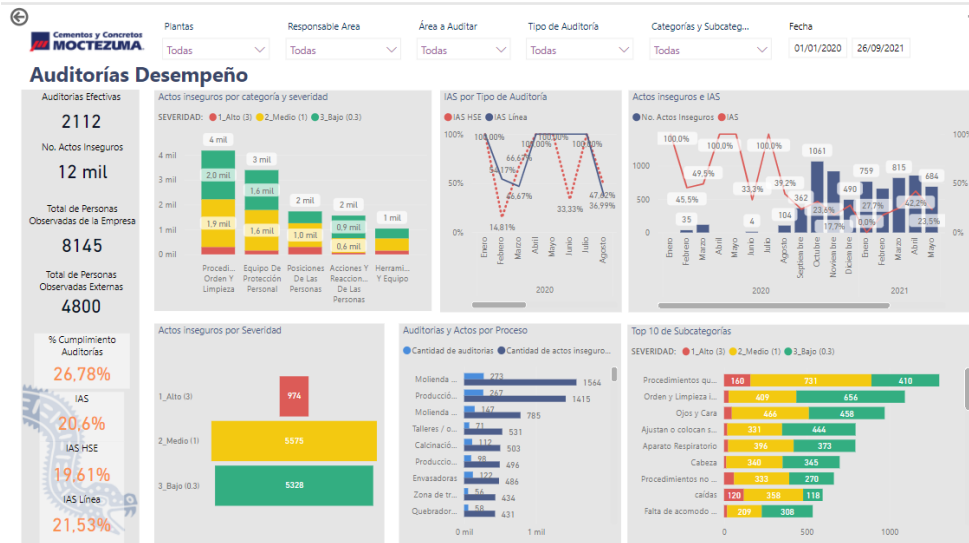 Cementos y Concretos
MOCTEZUMA.
Plantas
Todas
Responsable Area
Todas
Área a Auditar
Todas
Tipo de Auditoría
Todas
Categorías y Subcateg...
Todas
Fecha
01/01/2020
26/09/2021
Auditorías Desempeño
Auditorias Efectivas
2112
No. Actos Inseguros
12 mil
Total de Personas
Observadas de la Empresa
8145
Total de Personas
Observadas Externas
4800
% Cumplimiento
Auditorías
26,78%
IAS
20,6%
IAS HSE
19,61%
IAS Línea
21,53%
Actos inseguros por categoría y severidad
SEVERIDAD: 1_Alto (3) 2_Medio (1) 3_Bajo (0.3)
4 mil
3 mil
2 mil
1 mil
0 mil
4 mil
2,0 mil
1,9 mil
3 mil
1,6 mil
1,6 mil
2 mil
1,0 mil
2 mil
0,9 mil
0,6 mil
1 mil
Procedi...
Orden Y
Limpieza
Equipo De
Protección
Personal
Posiciones
De Las
Personas
Acciones Y
Reaccion...
De Las
Personas
Herrami...
Y Equipo
IAS por Tipo de Auditoría
IAS HSE IAS Línea
100%
50%
0%
100,00%
54,17%
14,81%
66,67%
46,67%
100,00%
100,00%
33,33%
100,00%
47,02%
36,99%
Enero
Febrero
Marzo
Abril
Mayo
Junio
Julio
Agosto
2020
Actos inseguros e IAS
No. Actos Inseguros IAS
1000
500
0
100,0%
45,5%
35
49,5%
100,0%
33,3%
4
100,0%
39,2%
104
362
1061
23,6%
17,7%
490
759
0,0%
27,7%
815
42,2%
684
23,5%
50%
0%
Enero
Febrero
Marzo
Abril
Mayo
Junio
Julio
Agosto
Septiembre
Octubre
Noviembre
Diciembre
Enero
Febrero
Marzo
Abril
Mayo
2020
2021
Actos Inseguros por Severidad
1_Alto (3)
974
2_Medio (1)
5575
3_Bajo (0.3)
5328
Auditorías y Actos por Proceso
Cantidad de auditorias Cantidad de actos inseguro...
Molienda ... 273 1564
Producció... 267 1415
Molienda ... 147 785
Talleres / o... 71 531
Calcinació... 112 503
Produccio... 98 496
Envasadoras 122 486
Zona de tr... 56 434
Quebrador... 58 431
0 mil 1 mil
Top 10 de Subcategorías
SEVERIDAD: 1_Alto (3) 2_Medio (1) 3_Bajo (0.3)
Procedimientos qu... 160 731 410
Orden y Limpieza i... 409 656
Ojos y Cara 466 458
Ajustan o colocan s... 331 444
Aparato Respiratorio 396 373
Cabeza 340 345
Procedimientos no ... 333 270
caídas 120 358 118
Falta de acomodo ... 209 308
0 500 1000